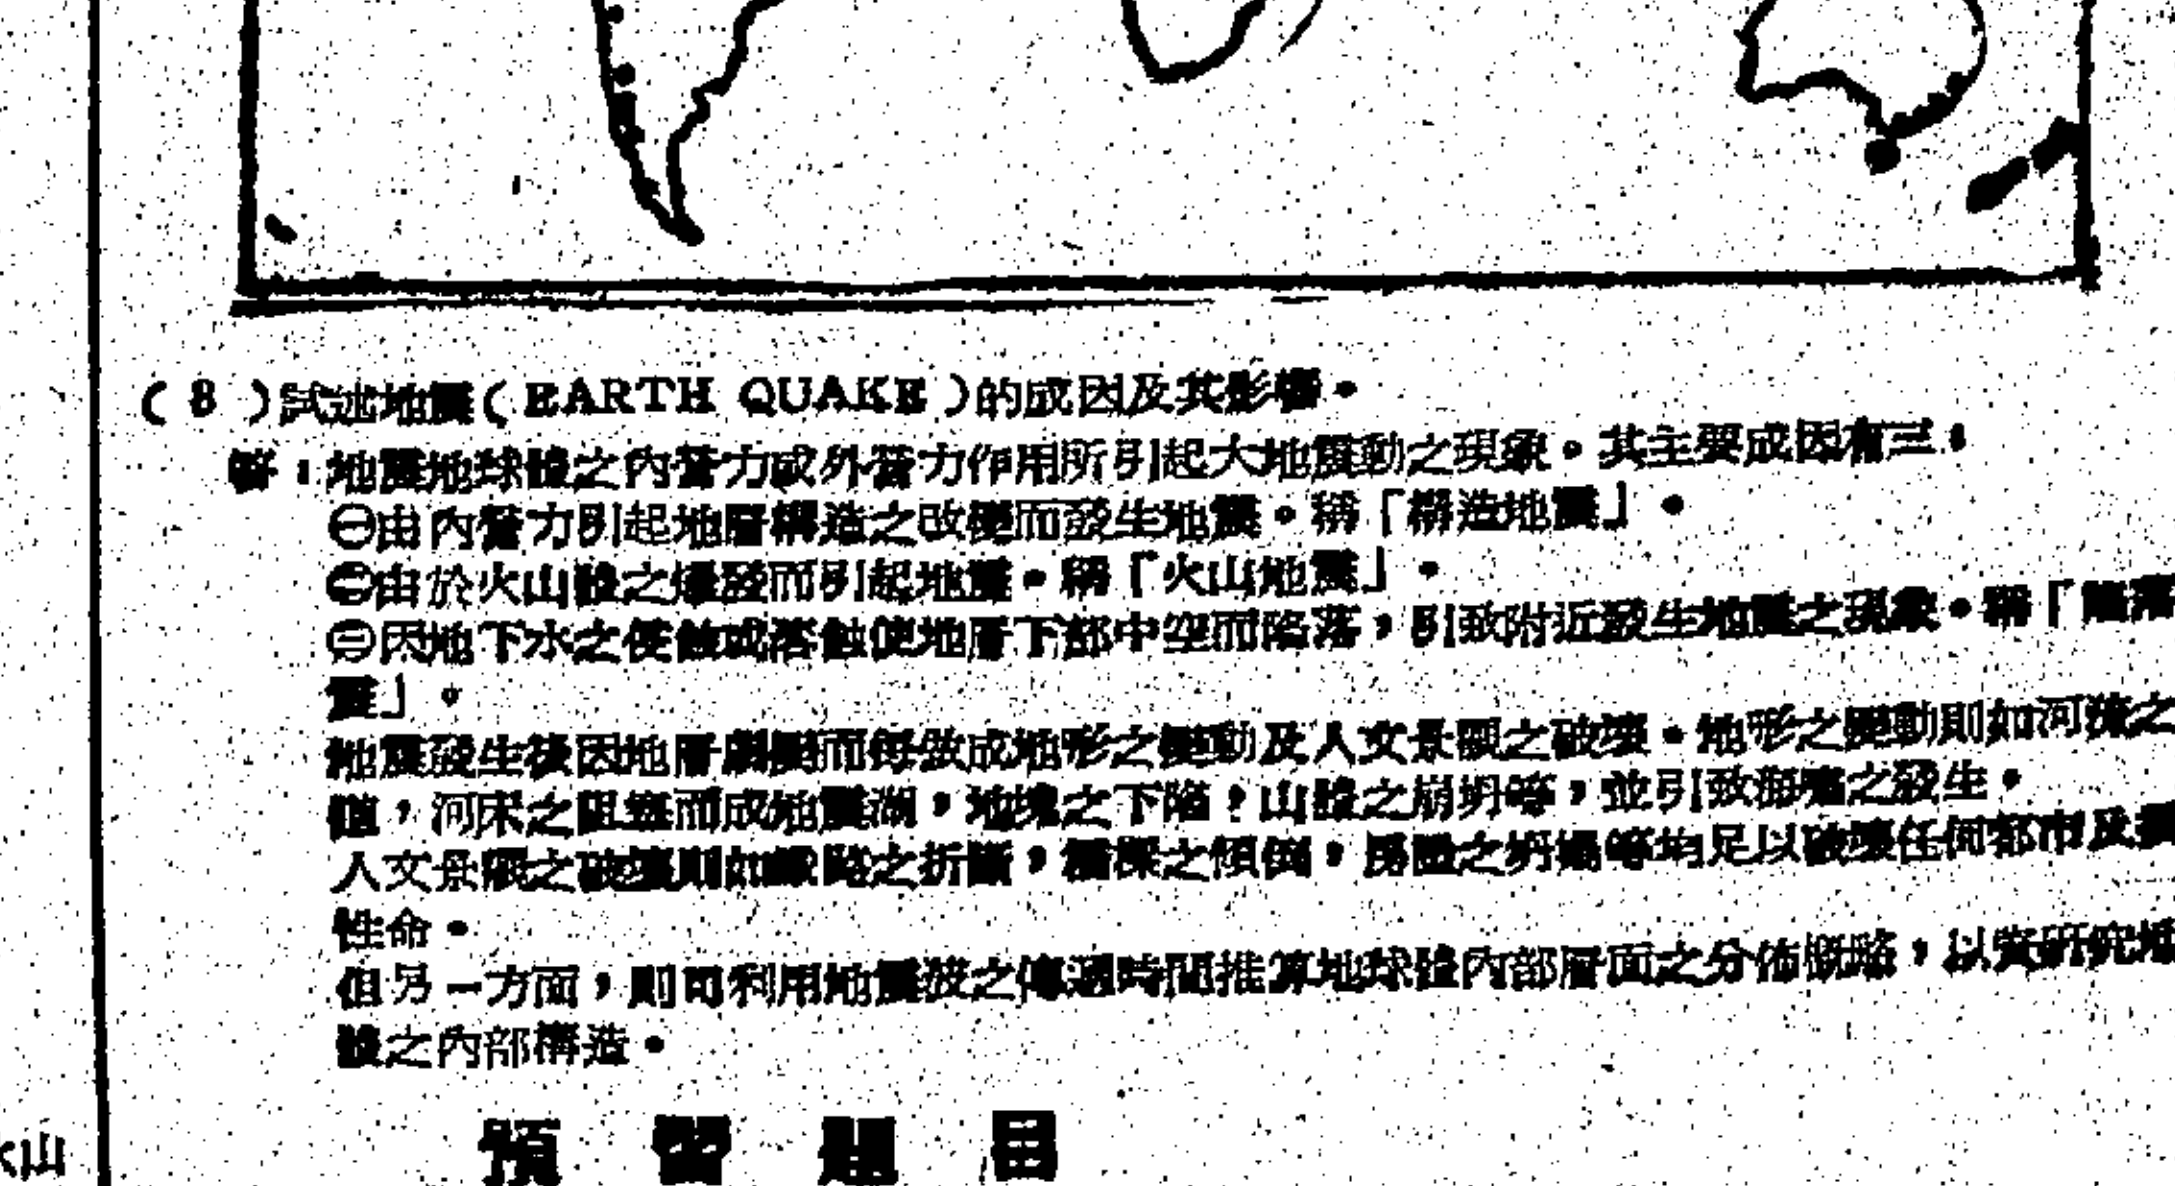 (8)試述地震(EARTH QUAKE)的成因及其影響。
答：地震地球體之內營力或外營力作用所引起大地震動之現象。其主要成因有三：
㊀由內營力引起地層構造之改變而發生地震。稱「構造地震」。
㊁由於火山體之爆發而引起地震。稱「火山地震」。
㊂因地下水之侵蝕或溶蝕使地層下部中空而陷落，引致附近發生地震之現象。稱「陷落
震」。
地震發生後因地層劇變而每做成地形之變動及人文景觀之破壞。地形之變動則如河流之
道，河床之阻塞而成地震湖，地塊之下陷，山體之崩坍等，並引致海嘯之發生。
人文景觀之破壞則如鐵路之折斷，橋樑之傾倒，房屋之坍塌等均足以破壞任何都市及
性命。
但另一方面，則可利用地震波之傳遞時間推算地球體內部層面之分佈概略，以資研究地
體之內部構造。
預習題目
火山